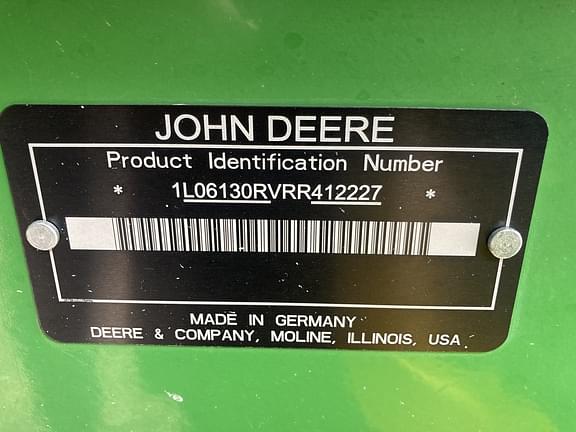 JOHN DEERE
Product Identification Number
* 1L06130RVRR412227 *
MADE IN GERMANY
DEERE & COMPANY, MOLINE, ILLINOIS, USA